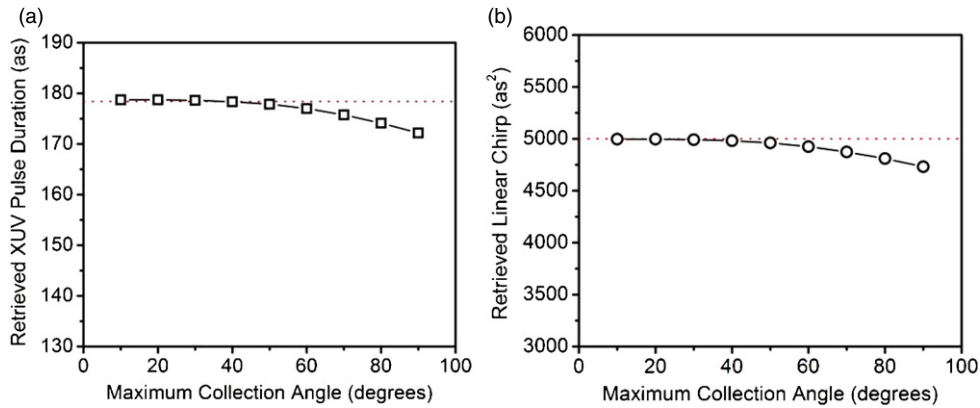 (a)
190
180
170
160
150
140
130
0 20 40 60 80 100
Retrieved XUV Pulse Duration (as)
Maximum Collection Angle (degrees)
(b)
6000
5500
5000
4500
4000
3750
3500
3000
0 20 40 60 80 100
Retrieved Linear Chirp (as²)
Maximum Collection Angle (degrees)